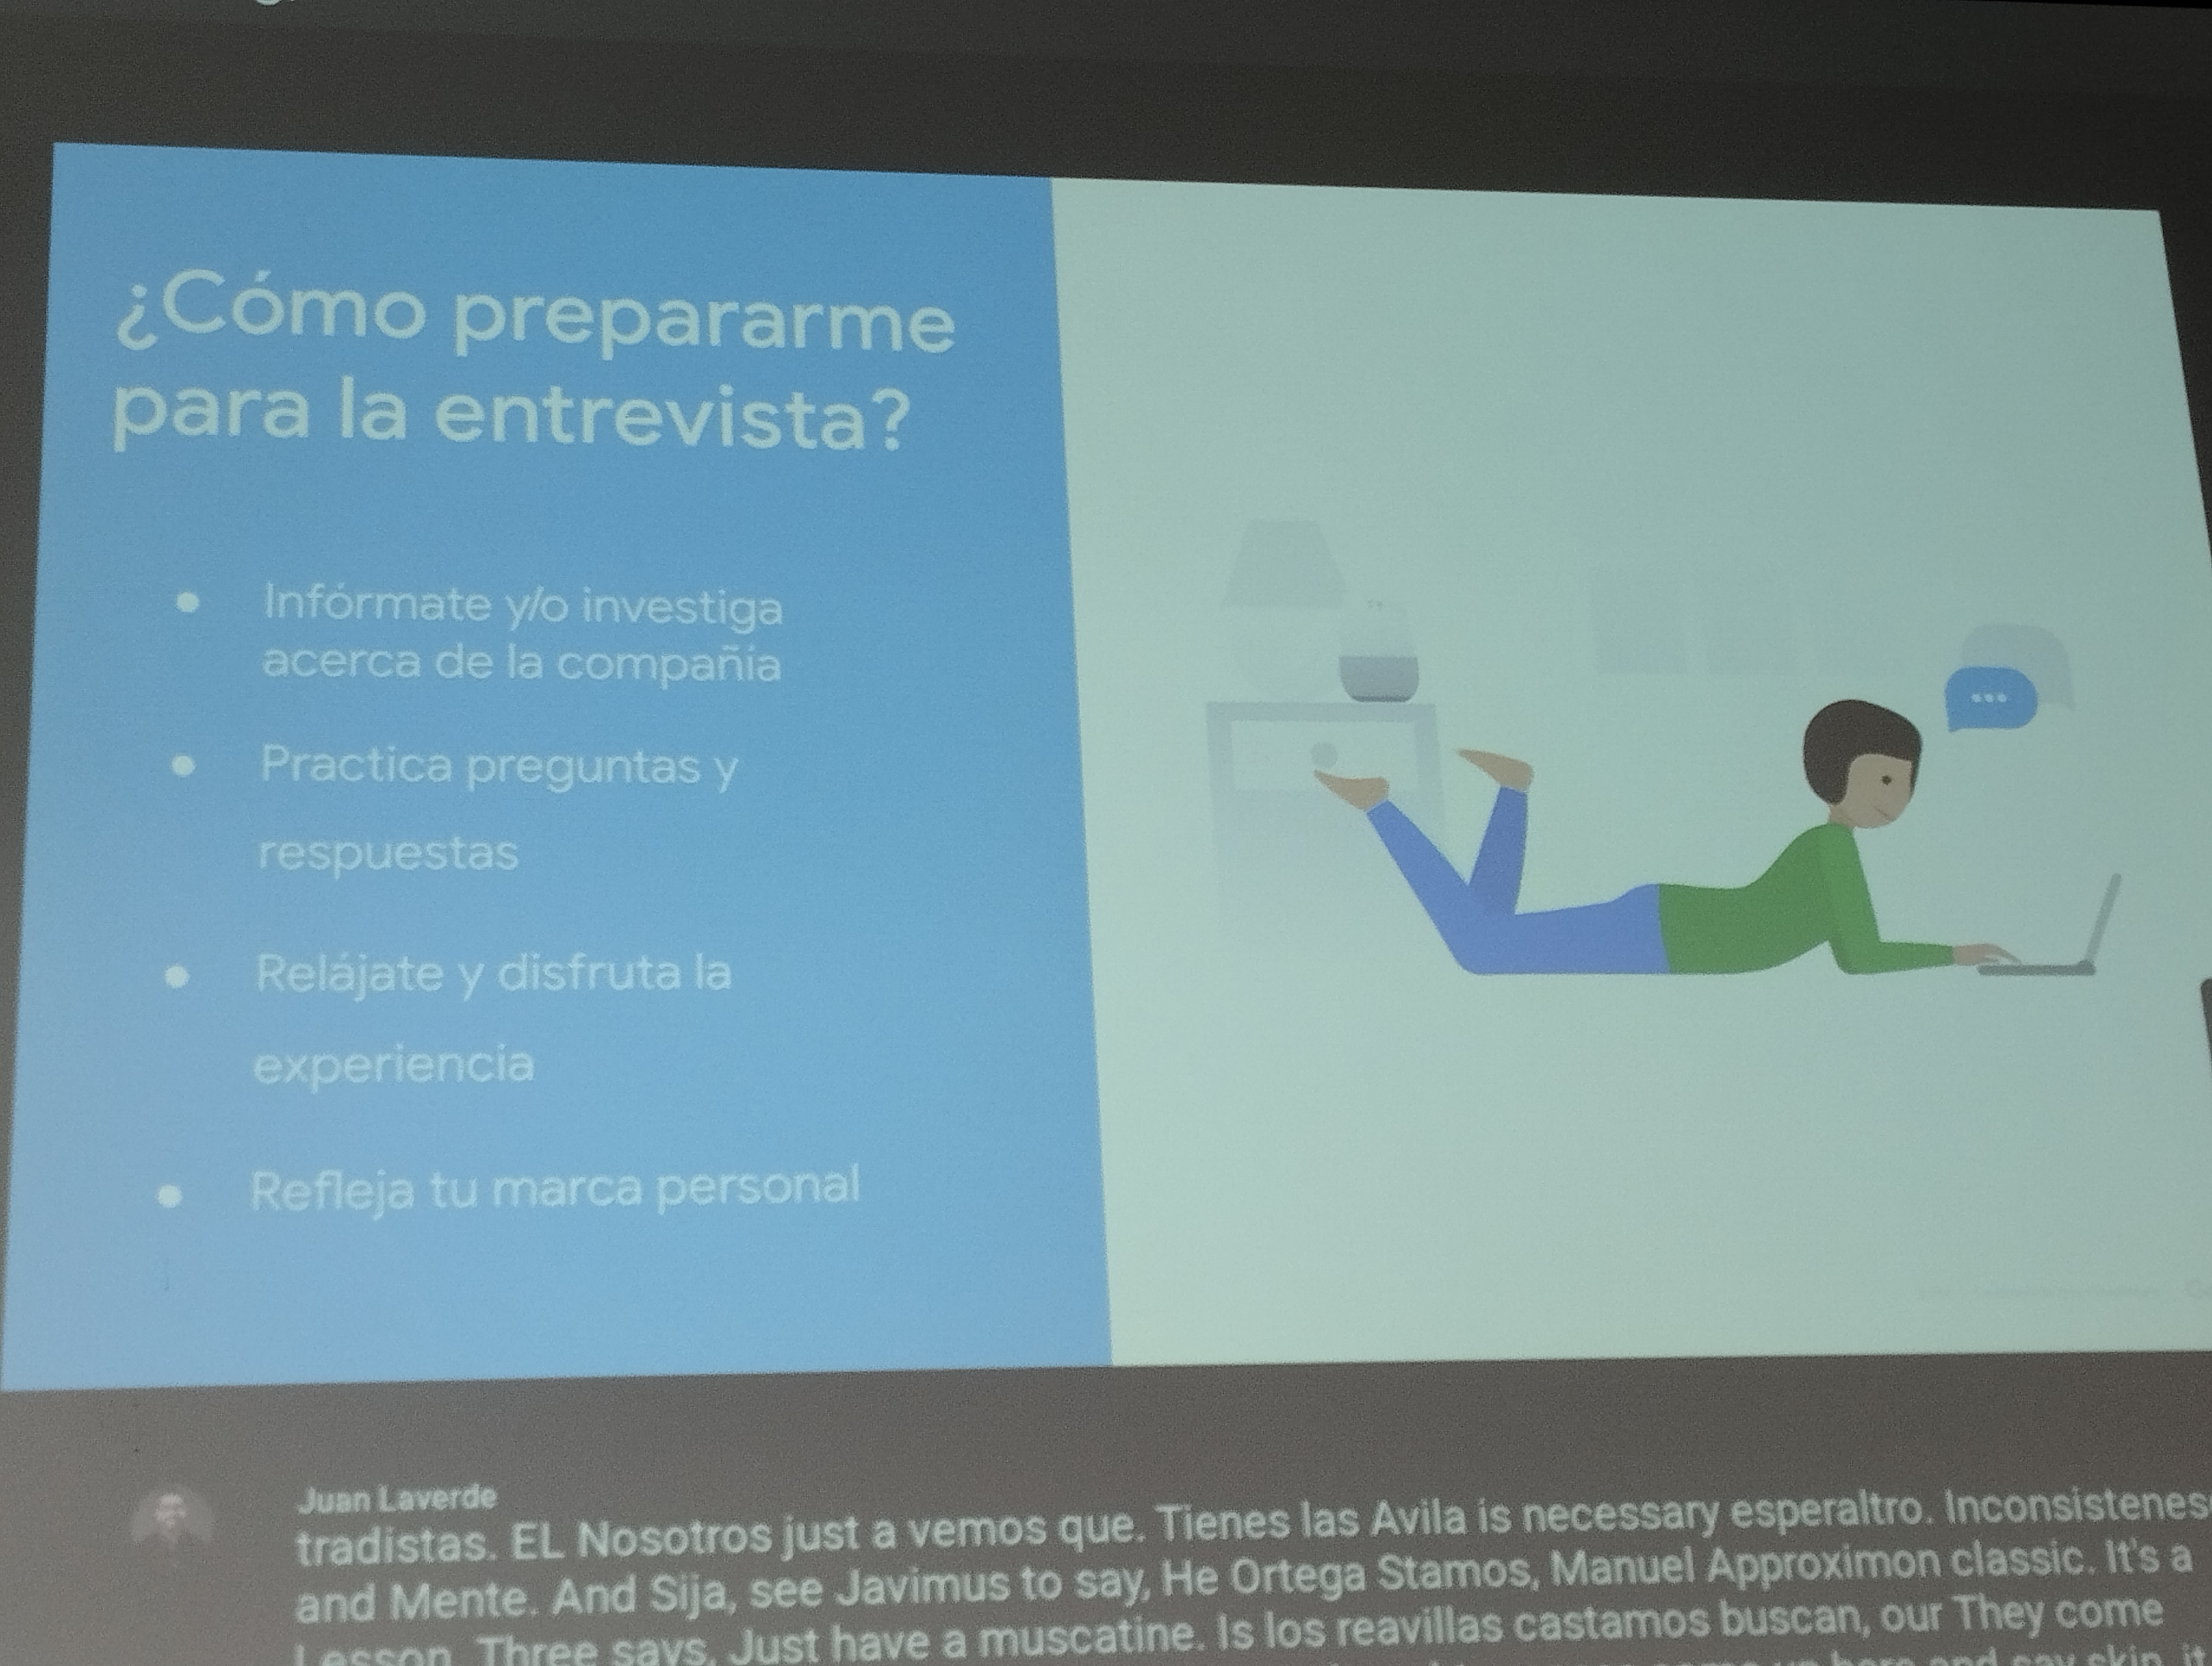 ¿Cómo prepararme
para la entrevista?
• Infórmate y/o investiga
acerca de la compañía
• Practica preguntas y
respuestas
• Relájate y disfruta la
experiencia
• Refleja tu marca personal
Juan Laverde
tradistas. EL Nosotros just a vemos que. Tienes las Avila is necessary esperaltro. Inconsistenes
and Mente. And Sija, see Javimus to say, He Ortega Stamos, Manuel Approximon classic. It's a
Lesson. Three says. Just have a muscatine. Is los reavillas castamos buscan, our They come